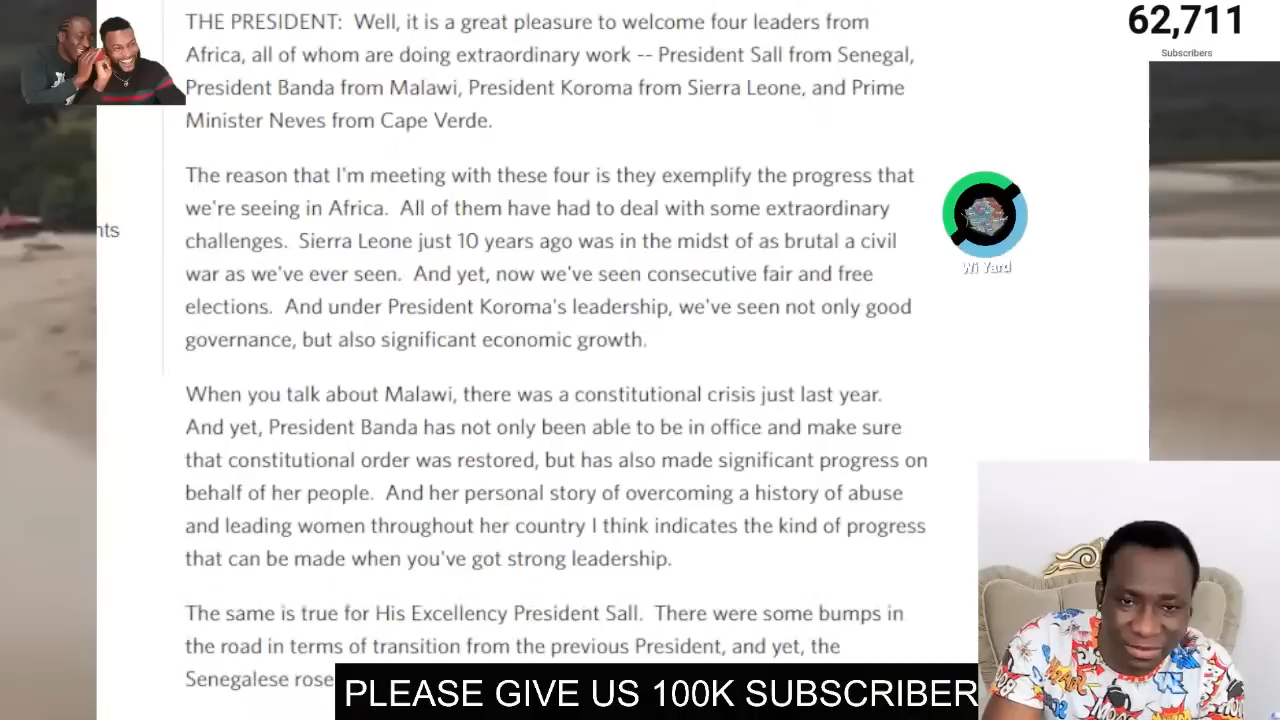 THE PRESIDENT:  Well, it is a great pleasure to welcome four leaders from
Africa, all of whom are doing extraordinary work -- President Sall from Senegal,
President Banda from Malawi, President Koroma from Sierra Leone, and Prime
Minister Neves from Cape Verde.
The reason that I'm meeting with these four is they exemplify the progress that
we're seeing in Africa.  All of them have had to deal with some extraordinary
challenges.  Sierra Leone just 10 years ago was in the midst of as brutal a civil
war as we've ever seen.  And yet, now we've seen consecutive fair and free
elections.  And under President Koroma's leadership, we've seen not only good
governance, but also significant economic growth.
When you talk about Malawi, there was a constitutional crisis just last year.
And yet, President Banda has not only been able to be in office and make sure
that constitutional order was restored, but has also made significant progress on
behalf of her people.  And her personal story of overcoming a history of abuse
and leading women throughout her country I think indicates the kind of progress
that can be made when you've got strong leadership.
The same is true for His Excellency President Sall.  There were some bumps in
the road in terms of transition from the previous President, and yet, the
Senegalese rose
nts
62,711
Subscribers
Wi Yard
PLEASE GIVE US 100K SUBSCRIBER